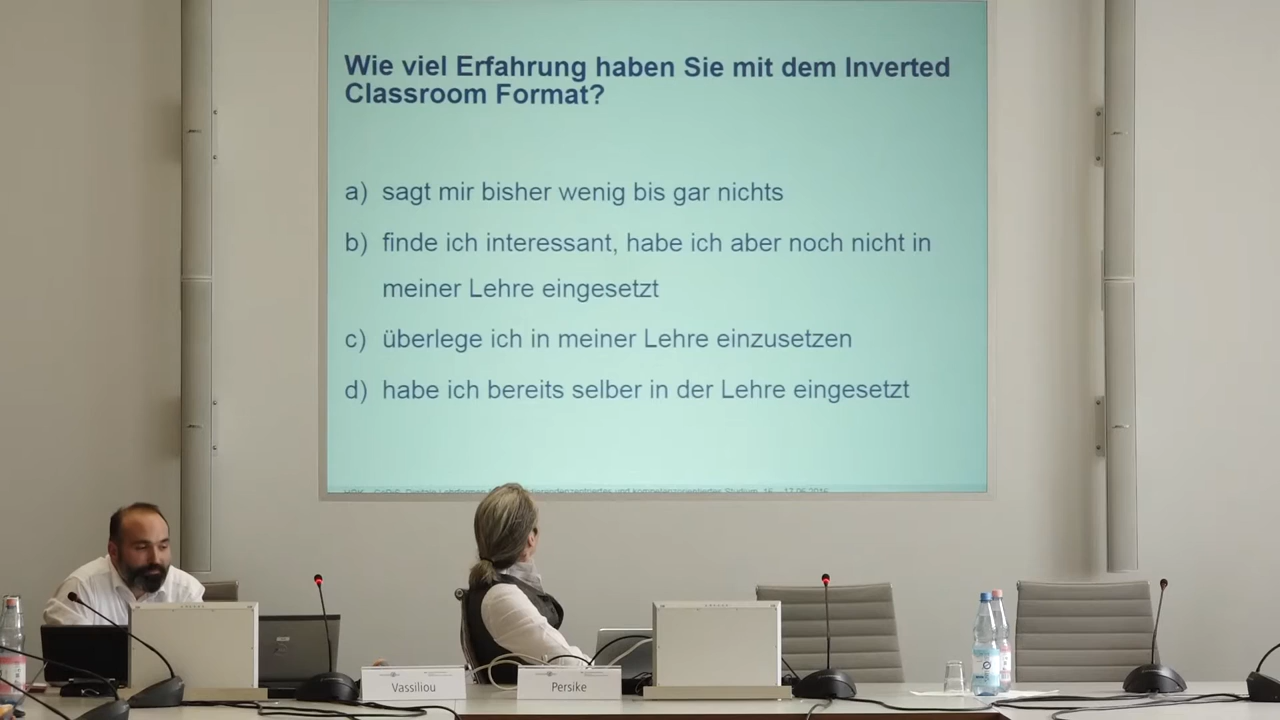 Wie viel Erfahrung haben Sie mit dem Inverted
Classroom Format?
a) sagt mir bisher wenig bis gar nichts
b) finde ich interessant, habe ich aber noch nicht in
meiner Lehre eingesetzt
c) überlege ich in meiner Lehre einzusetzen
d) habe ich bereits selber in der Lehre eingesetzt
Vassiliou
Persike